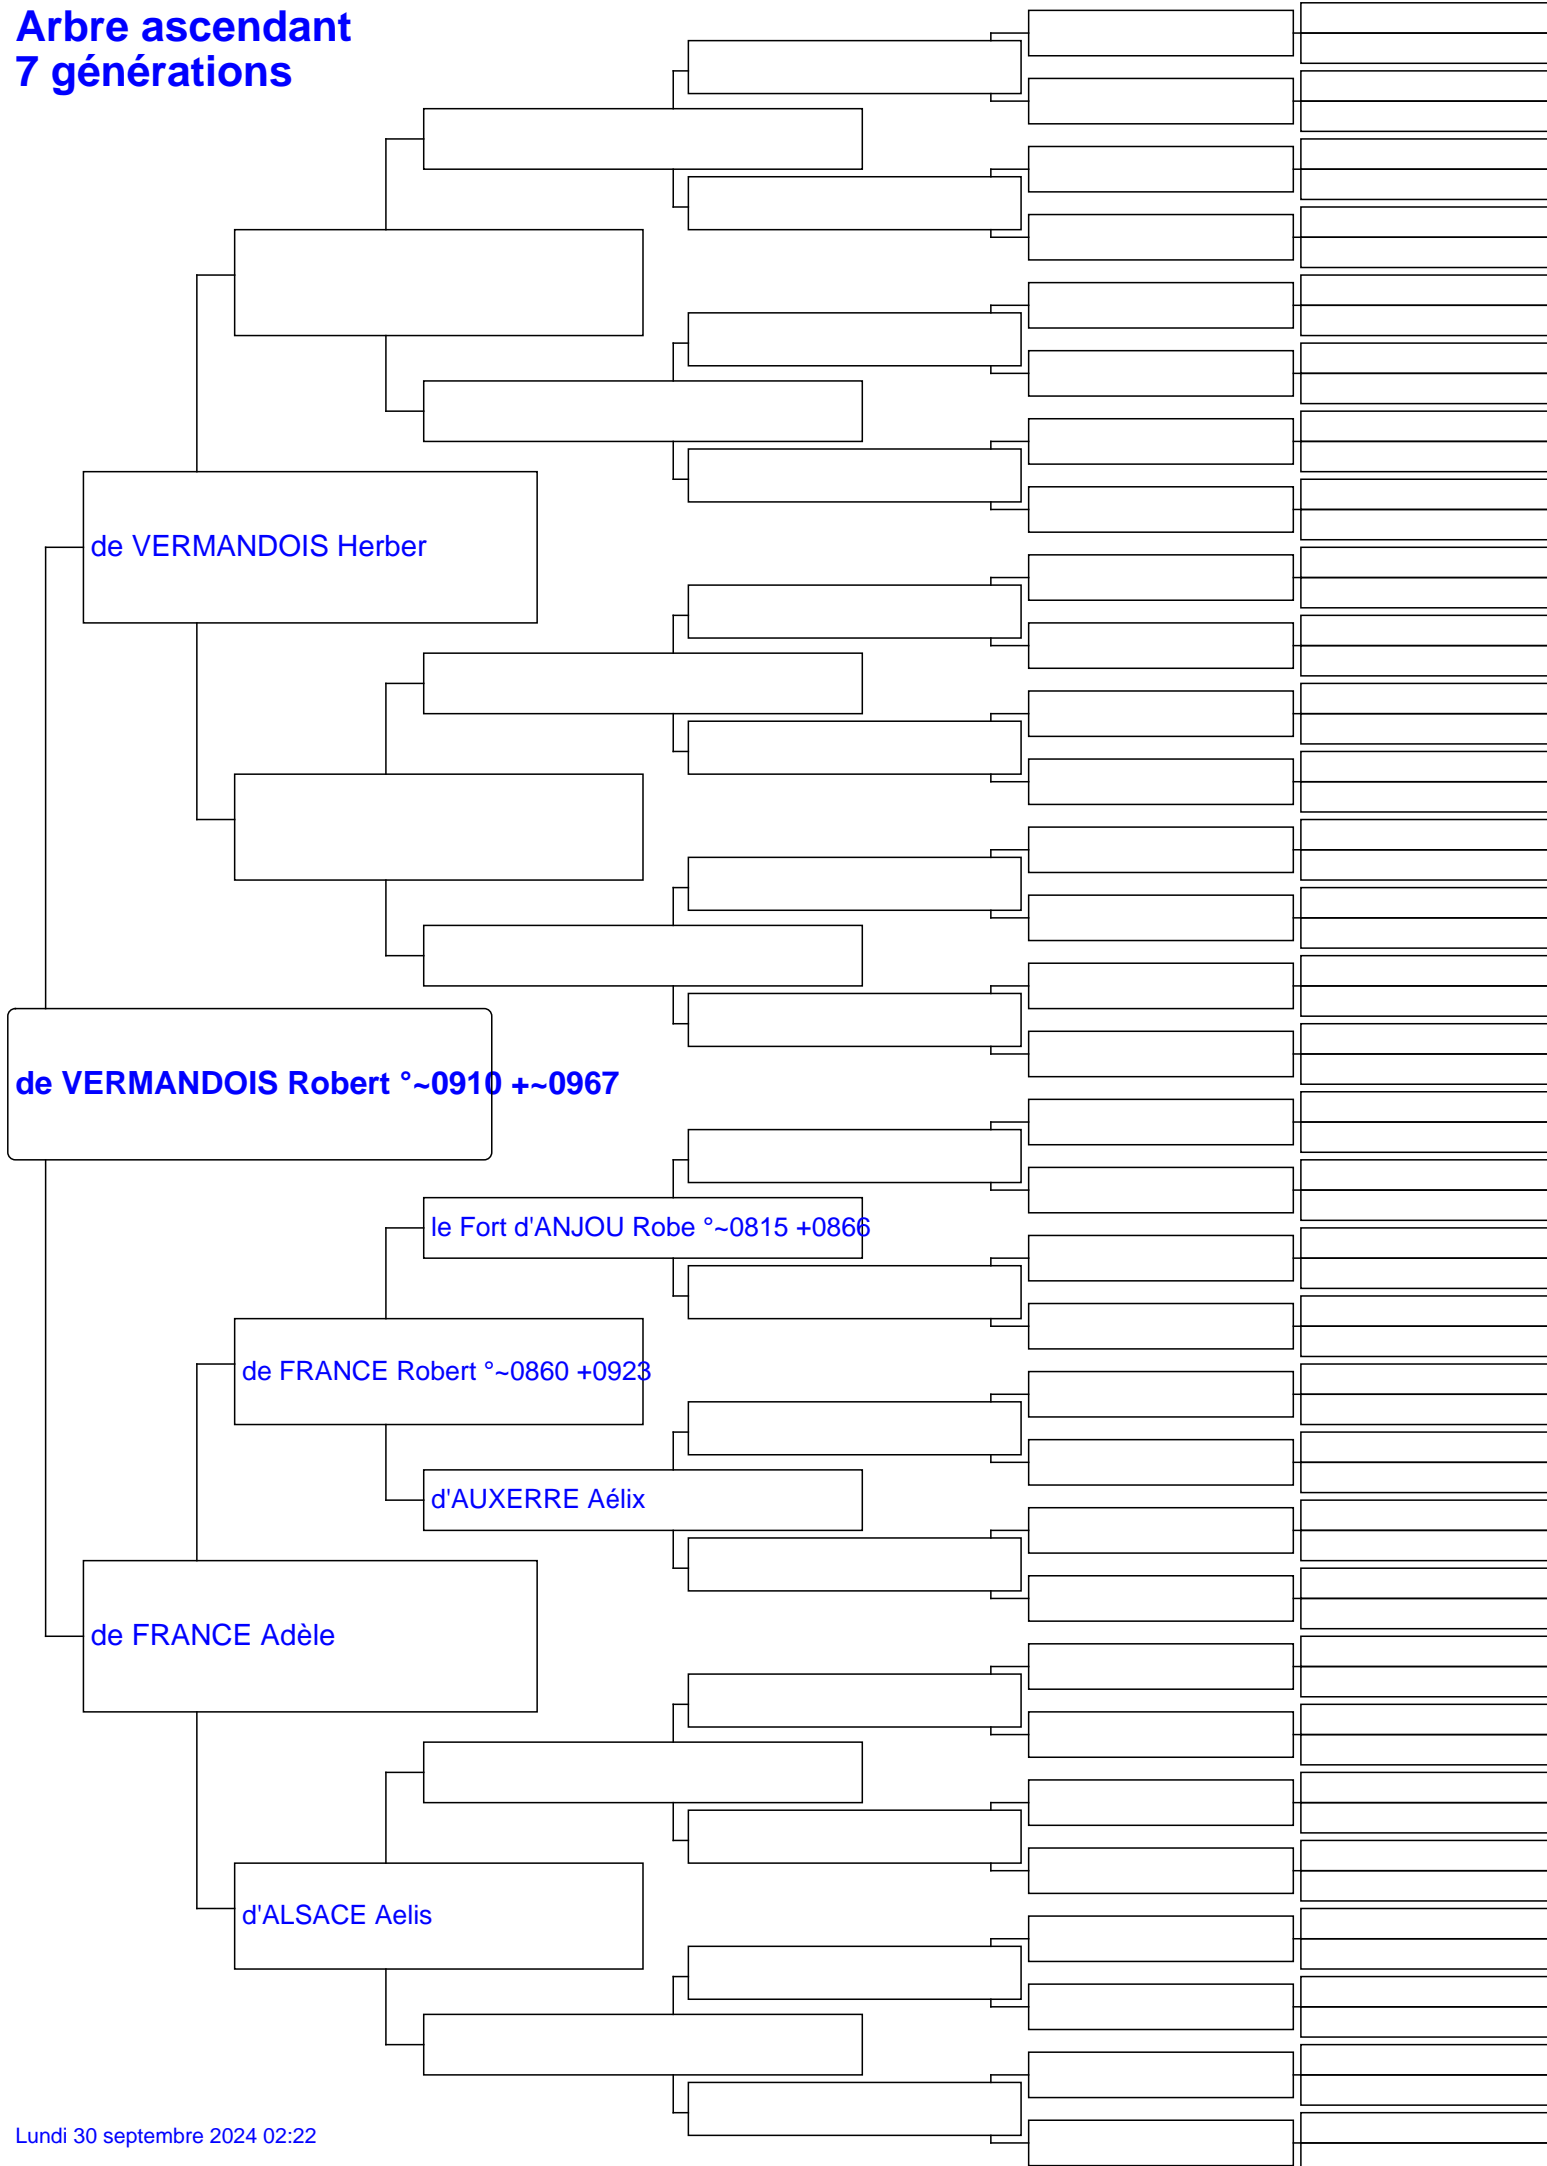 Arbre ascendant
7 générations
de VERMANDOIS Herber
de VERMANDOIS Robert °~0910 +~0967
le Fort d'ANJOU Robe °~0815 +0866
de FRANCE Robert °~0860 +0923
d'AUXERRE Aélix
de FRANCE Adèle
d'ALSACE Aelis
Lundi 30 septembre 2024 02:22